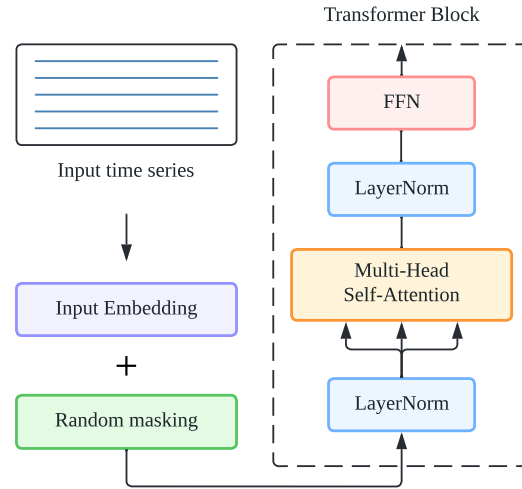 Transformer Block
Input time series
Input Embedding
+
Random masking
FFN
LayerNorm
Multi-Head
Self-Attention
LayerNorm